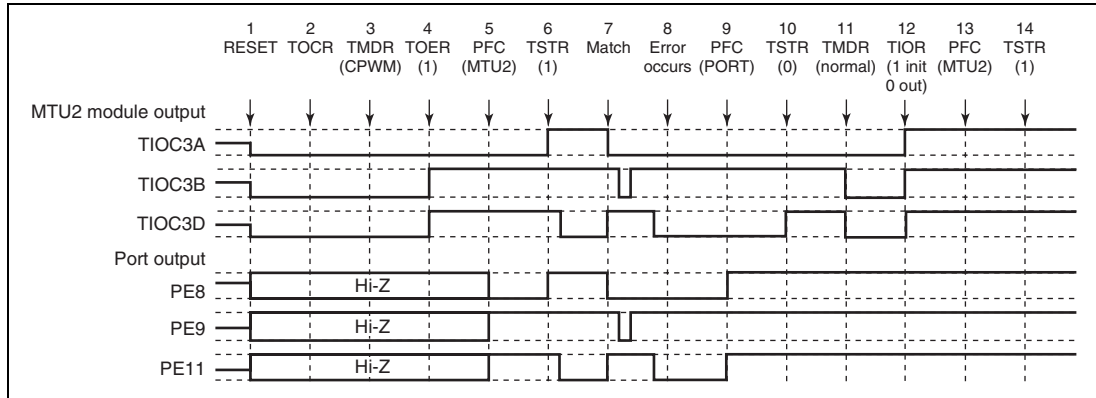 1 2 3 4 5 6 7 8 9 10 11 12 13 14
RESET TOCR TMDR TOER PFC TSTR Match Error PFC TSTR TMDR TIOR PFC TSTR
(CPWM) (1) (MTU2) (1) occurs (PORT) (0) (normal) (1 init (MTU2) (1)
0 out)
MTU2 module output
TIOC3A
TIOC3B
TIOC3D
Port output
PE8 Hi-Z
PE9 Hi-Z
PE11 Hi-Z